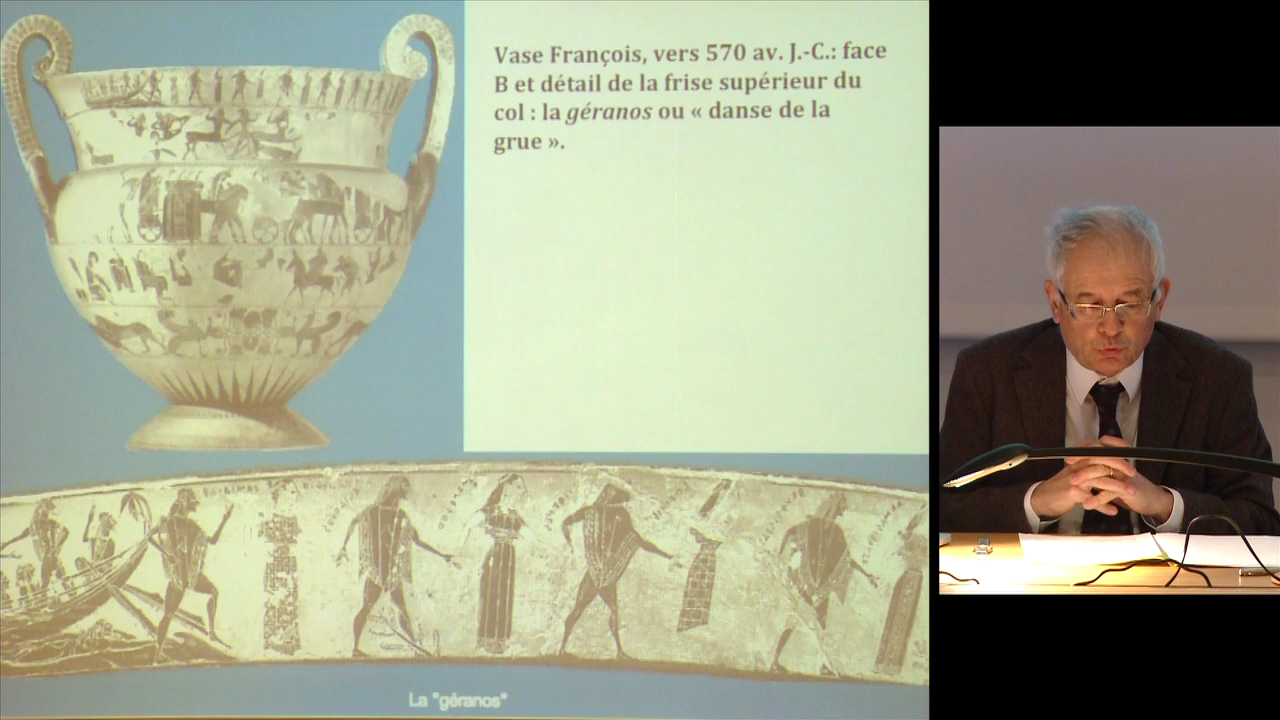 Vase François, vers 570 av. J.-C.: face
B et détail de la frise supérieur du
col : la géranos ou « danse de la
grue ».
La "géranos"